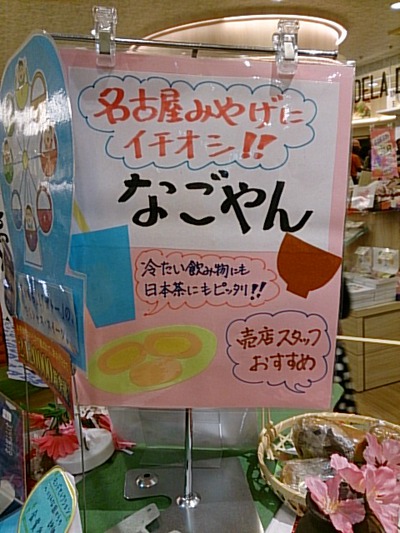 名古屋みやげに
イチオシ!!
なごやん
冷たい飲み物にも
日本茶にもピッタリ!!
売店スタッフ
おすすめ